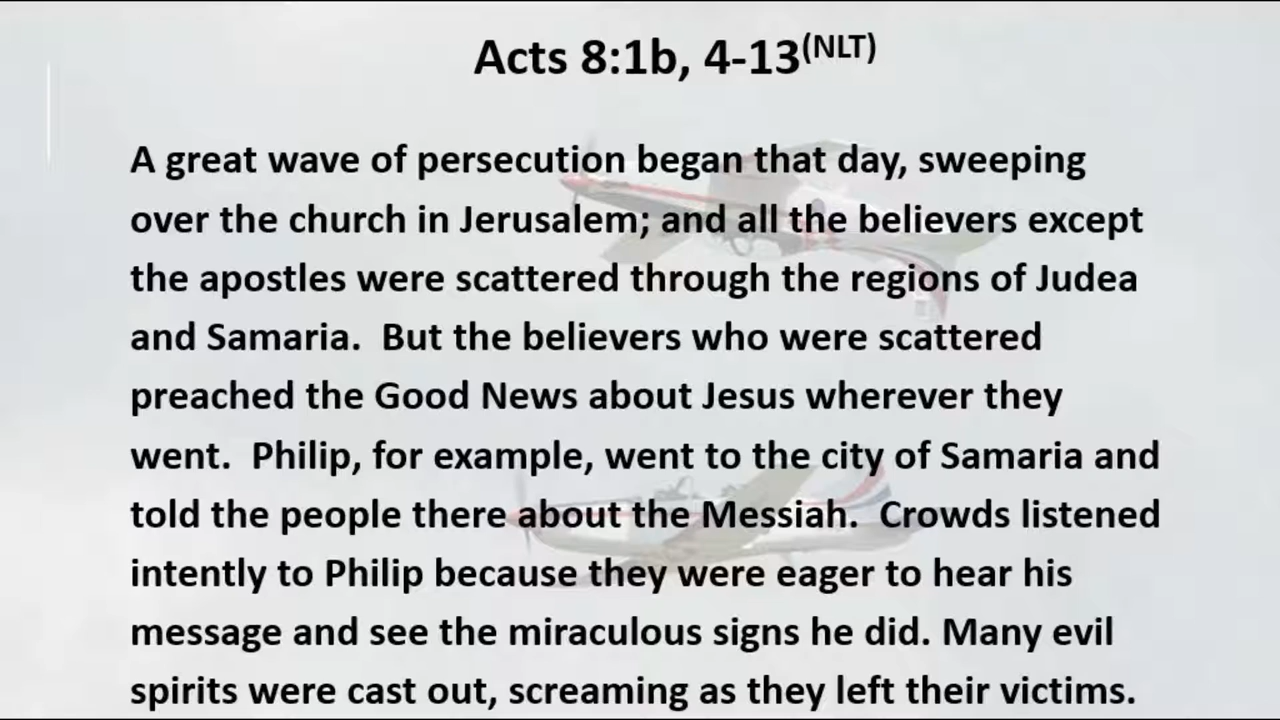 Acts 8:1b, 4-13(NLT)
A great wave of persecution began that day, sweeping
over the church in Jerusalem; and all the believers except
the apostles were scattered through the regions of Judea
and Samaria.  But the believers who were scattered
preached the Good News about Jesus wherever they
went.  Philip, for example, went to the city of Samaria and
told the people there about the Messiah.  Crowds listened
intently to Philip because they were eager to hear his
message and see the miraculous signs he did. Many evil
spirits were cast out, screaming as they left their victims.